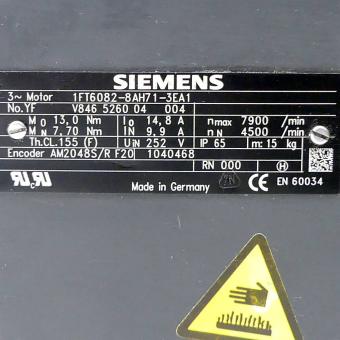 SIEMENS
3~ Motor 1FT6082-8AH71-3EA1
No.YF V846 5260 04 004
M0 13,0 Nm I0 14,8 A nmax 7900 /min
MN 7,70 Nm IN 9.9 A nN 4500 /min
Th.CL.155 (F) UiN 252 V IP 65 m: 15 kg
Encoder AM2048S/R F20 1040468
RN 000 (H)
Made in Germany CE EN 60034